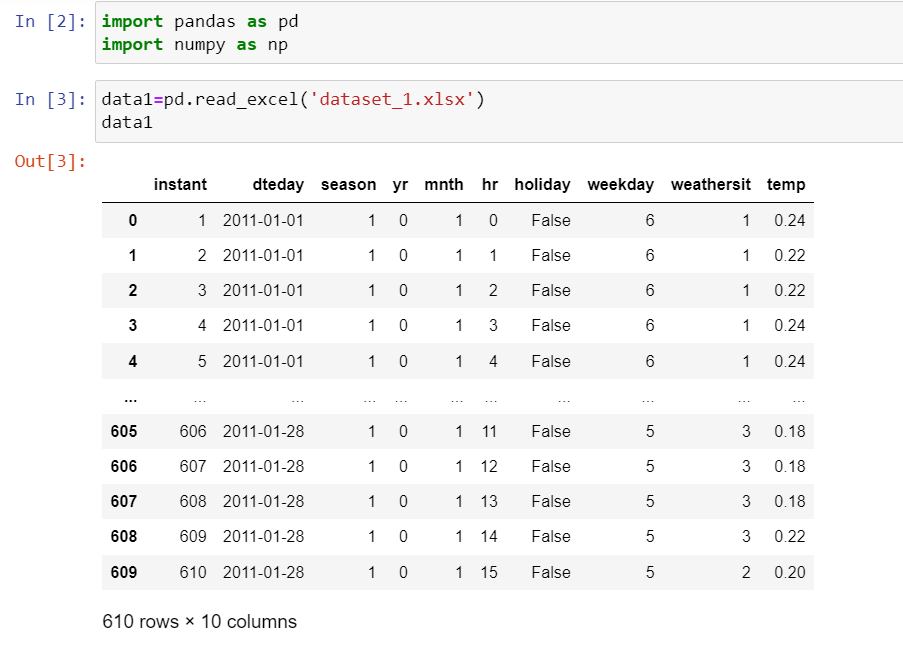 In [2]: import pandas as pd
import numpy as np
In [3]: data1=pd.read_excel('dataset_1.xlsx')
data1
Out[3]:
instant dteday season yr mnth hr holiday weekday weathersit temp
0 1 2011-01-01 1 0 1 0 False 6 1 0.24
1 2 2011-01-01 1 0 1 1 False 6 1 0.22
2 3 2011-01-01 1 0 1 2 False 6 1 0.22
3 4 2011-01-01 1 0 1 3 False 6 1 0.24
4 5 2011-01-01 1 0 1 4 False 6 1 0.24
... ... ... ... ... ... ... ... ... ... ...
605 606 2011-01-28 1 0 1 11 False 5 3 0.18
606 607 2011-01-28 1 0 1 12 False 5 3 0.18
607 608 2011-01-28 1 0 1 13 False 5 3 0.18
608 609 2011-01-28 1 0 1 14 False 5 3 0.22
609 610 2011-01-28 1 0 1 15 False 5 2 0.20
610 rows × 10 columns